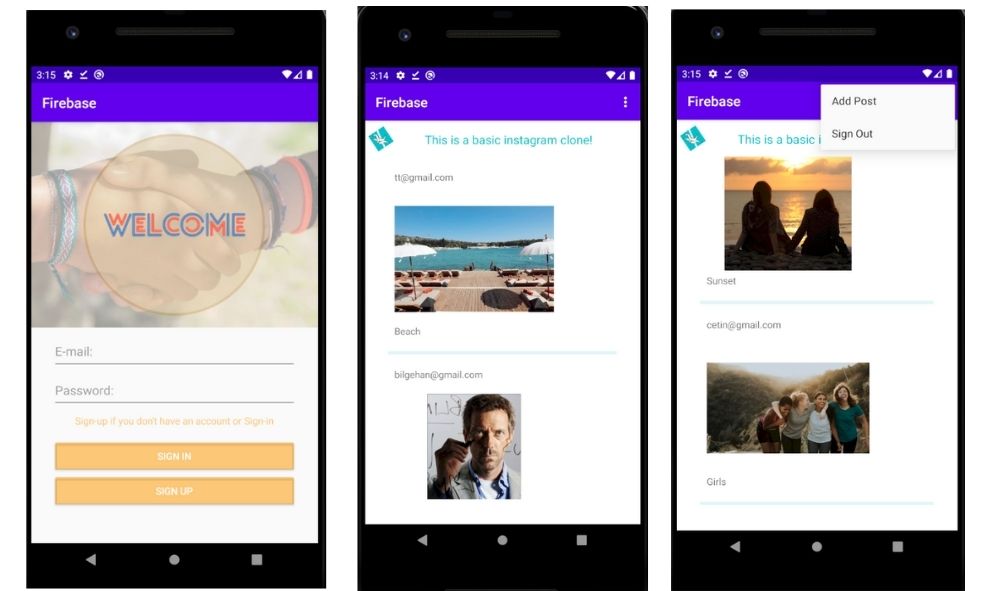 3:15
Firebase
WELCOME
E-mail:
Password:
Sign-up if you don't have an account or Sign-in
SIGN IN
SIGN UP
3:14
Firebase
This is a basic instagram clone!
tt@gmail.com
Beach
bilgehan@gmail.com
3:15
Firebase
Add Post
Sign Out
This is a basic i
Sunset
cetin@gmail.com
Girls